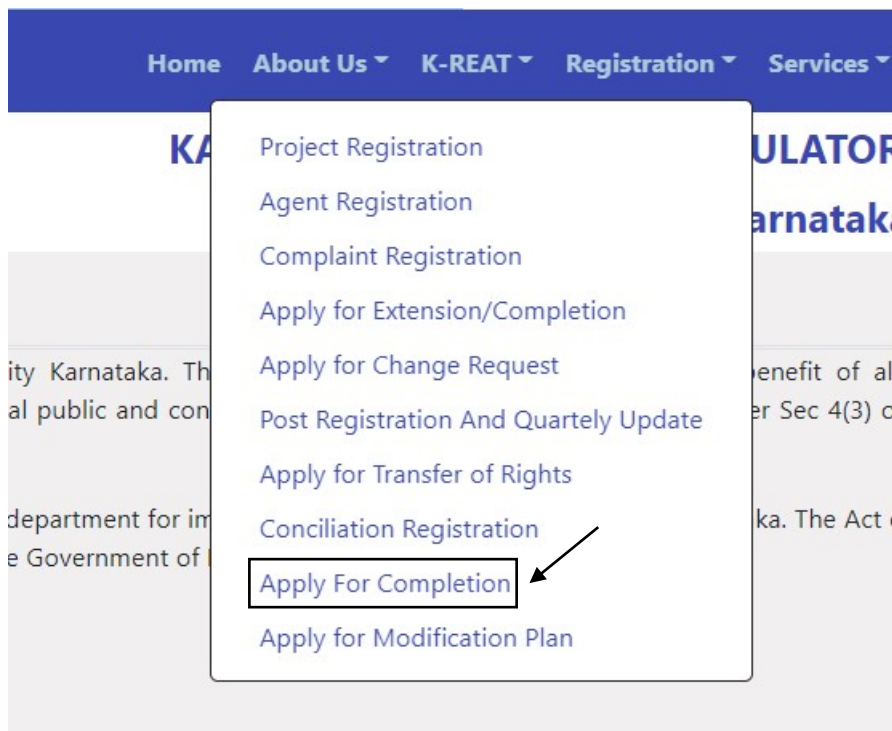 Home About Us K-REAT Registration Services
KA ULATOR
Project Registration
Agent Registration
arnataka
Complaint Registration
Apply for Extension/Completion
ity Karnataka. Th Apply for Change Request enefit of al
al public and con Post Registration And Quartely Update er Sec 4(3) o
Apply for Transfer of Rights
department for im Conciliation Registration ka. The Act
e Government of
Apply For Completion
Apply for Modification Plan